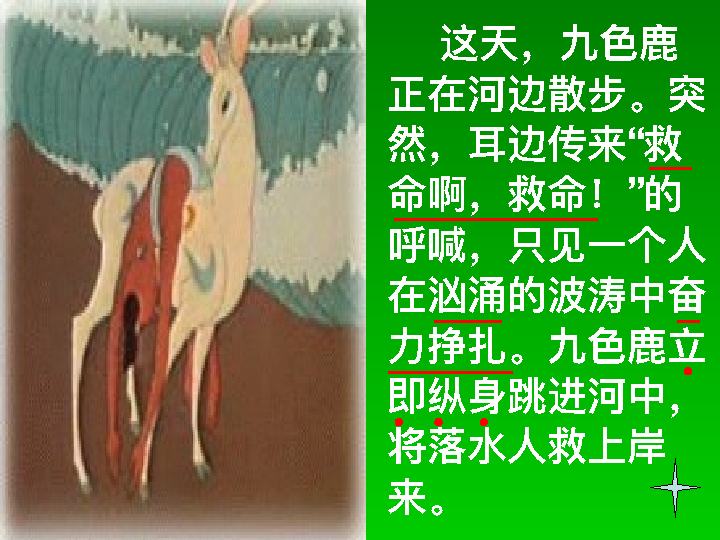 这天，九色鹿
正在河边散步。突
然，耳边传来“救
命啊，救命！”的
呼喊，只见一个人
在汹涌的波涛中奋
力挣扎。九色鹿立
即纵身跳进河中，
将落水人救上岸
来。